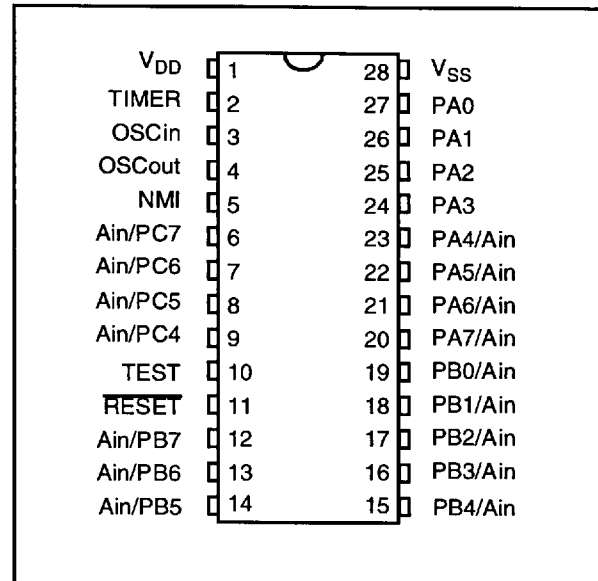 VDD 1 28 VSS
TIMER 2 27 PA0
OSCin 3 26 PA1
OSCout 4 25 PA2
NMI 5 24 PA3
Ain/PC7 6 23 PA4/Ain
Ain/PC6 7 22 PA5/Ain
Ain/PC5 8 21 PA6/Ain
Ain/PC4 9 20 PA7/Ain
TEST 10 19 PB0/Ain
RESET 11 18 PB1/Ain
Ain/PB7 12 17 PB2/Ain
Ain/PB6 13 16 PB3/Ain
Ain/PB5 14 15 PB4/Ain